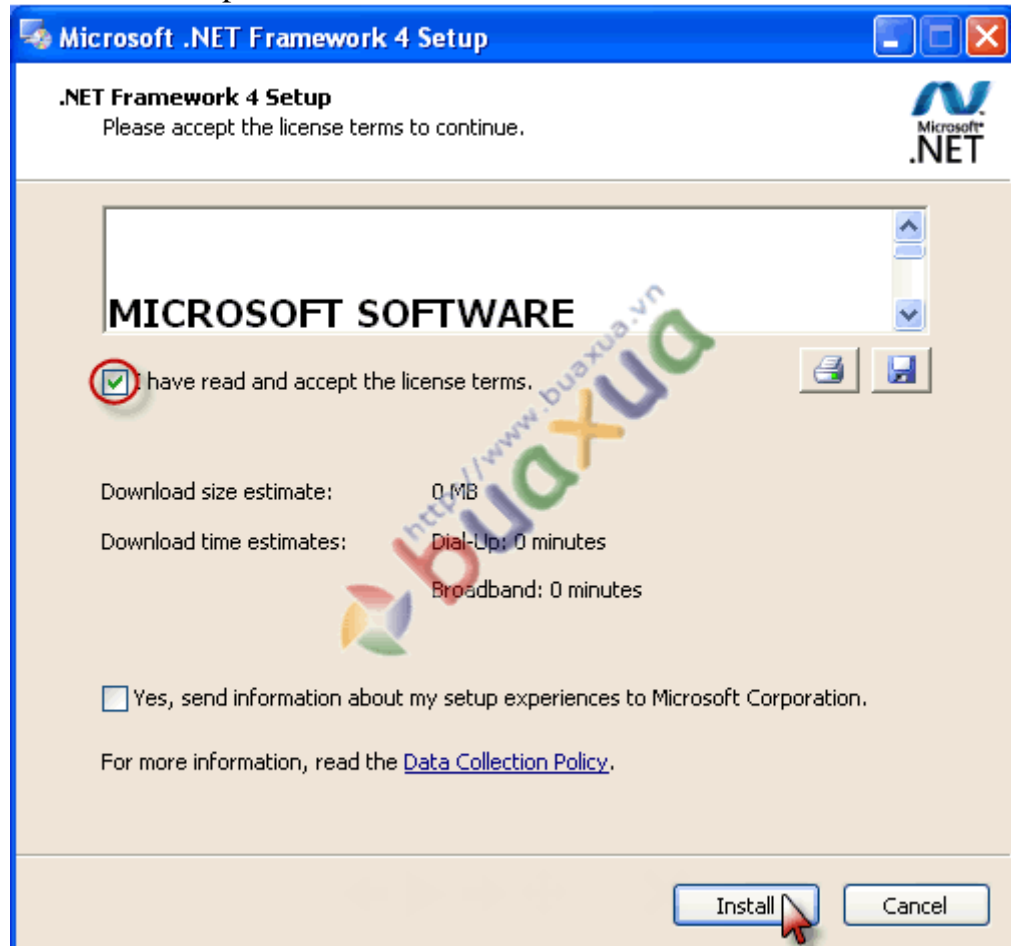 Microsoft .NET Framework 4 Setup
.NET Framework 4 Setup
Please accept the license terms to continue.
Microsoft
.NET
MICROSOFT SOFTWARE
I have read and accept the license terms.
http://www.buaxua.vn
buaxua
Download size estimate: 0 MB
Download time estimates: Dial-Up: 0 minutes
Broadband: 0 minutes
Yes, send information about my setup experiences to Microsoft Corporation.
For more information, read the Data Collection Policy.
Install Cancel